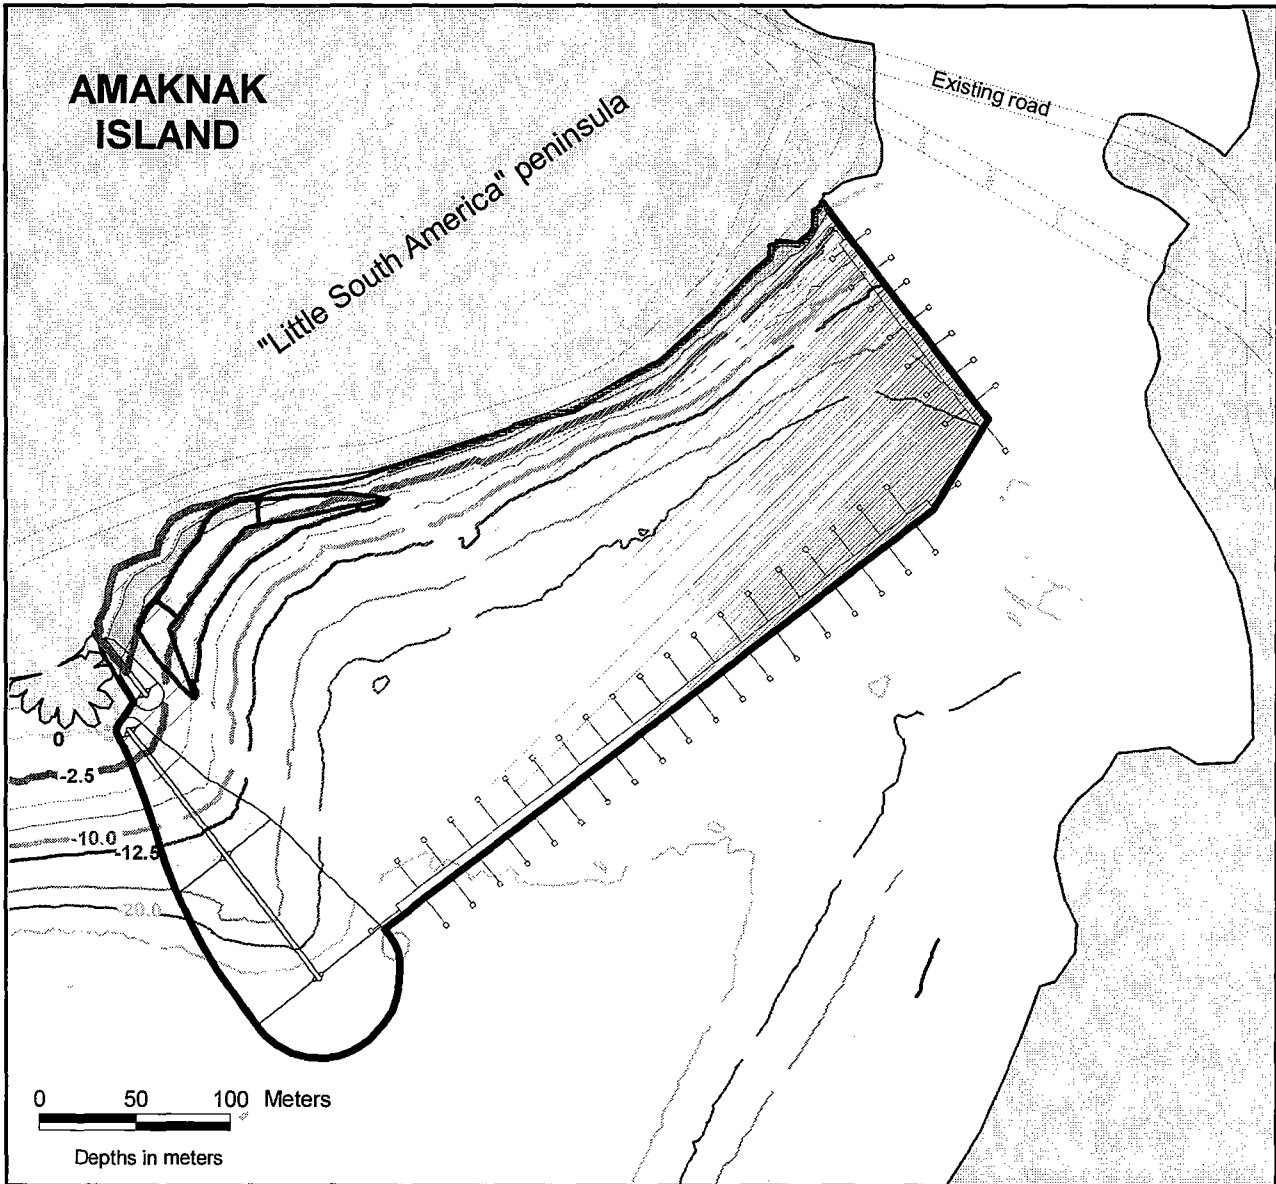 AMAKNAK
ISLAND
Existing road
"Little South America" peninsula
0
-2.5
-10.0
-12.5
-20.0
0 50 100 Meters
Depths in meters